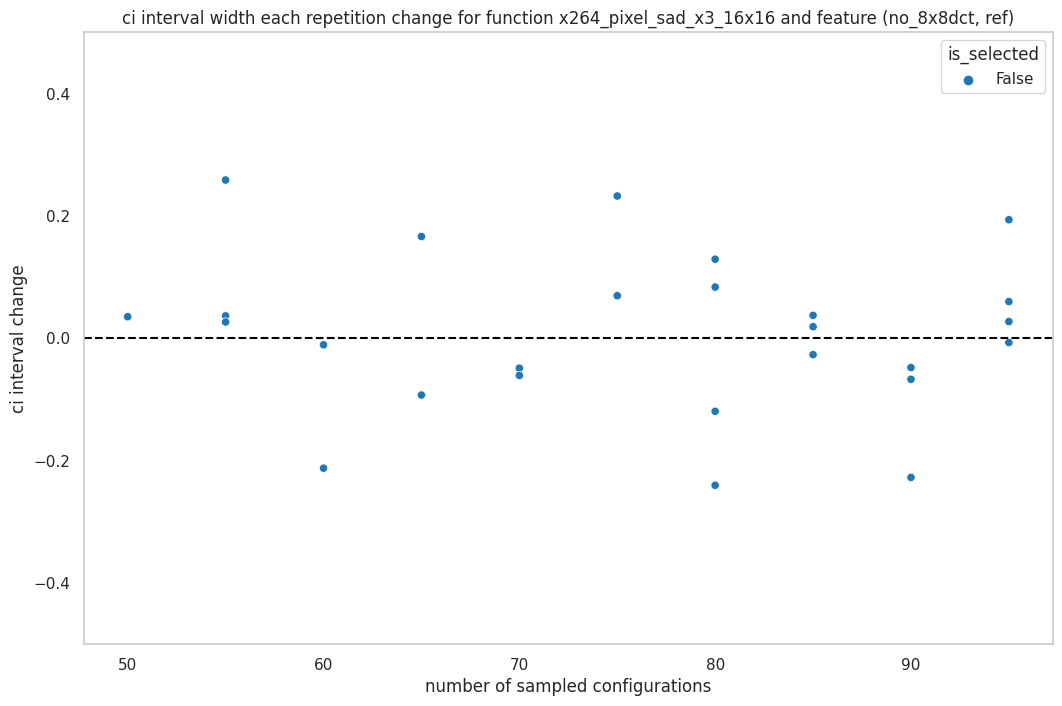 ci interval width each repetition change for function x264_pixel_sad_x3_16x16 and feature (no_8x8dct, ref)
is_selected
False
0.4
0.2
0.0
−0.2
−0.4
ci interval change
50
60
70
80
90
number of sampled configurations